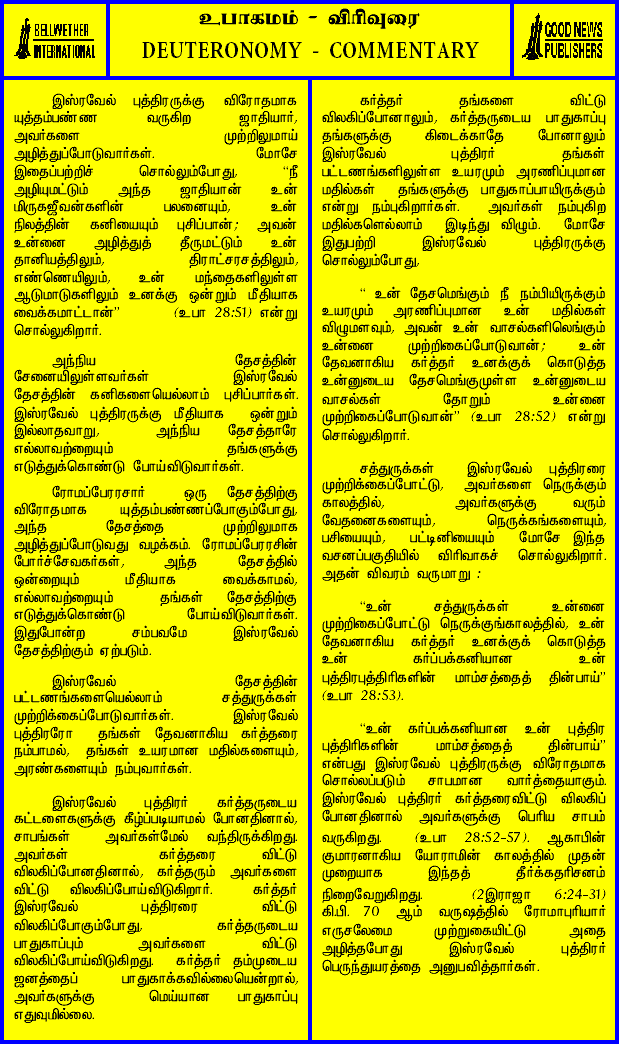 BELLWETHER
INTERNATIONAL
உபாகமம் - விரிவுரை
DEUTERONOMY - COMMENTARY
GOOD NEWS
PUBLISHERS
இஸ்ரவேல் புத்திரருக்கு விரோதமாக
யுத்தம்பண்ண வருகிற ஜாதியார்,
அவர்களை முற்றிலுமாய்
அழித்துப்போடுவார்கள். மோசே
இதைப்பற்றிச் சொல்லும்போது, “நீ
அழியுமட்டும் அந்த ஜாதியான் உன்
மிருகஜீவன்களின் பலனையும், உன்
நிலத்தின் கனியையும் புசிப்பான்; அவன்
உன்னை அழித்துத் தீருமட்டும் உன்
தானியத்திலும், திராட்சரசத்திலும்,
எண்ணெயிலும், உன் மந்தைகளிலுள்ள
ஆடுமாடுகளிலும் உனக்கு ஒன்றும் மீதியாக
வைக்கமாட்டான்” (உபா 28:51) என்று
சொல்லுகிறார்.
அந்நிய தேசத்தின்
சேனையிலுள்ளவர்கள் இஸ்ரவேல்
தேசத்தின் கனிகளையெல்லாம் புசிப்பார்கள்.
இஸ்ரவேல் புத்திரருக்கு மீதியாக ஒன்றும்
இல்லாதவாறு, அந்நிய தேசத்தாரே
எல்லாவற்றையும் தங்களுக்கு
எடுத்துக்கொண்டு போய்விடுவார்கள்.
ரோமப்பேரரசார் ஒரு தேசத்திற்கு
விரோதமாக யுத்தம்பண்ணப்போகும்போது,
அந்த தேசத்தை முற்றிலுமாக
அழித்துப்போடுவது வழக்கம். ரோமப்பேரரசின்
போர்ச்சேவகர்கள், அந்த தேசத்தில்
ஒன்றையும் மீதியாக வைக்காமல்,
எல்லாவற்றையும் தங்கள் தேசத்திற்கு
எடுத்துக்கொண்டு போய்விடுவார்கள்.
இதுபோன்ற சம்பவமே இஸ்ரவேல்
தேசத்திற்கும் ஏற்படும்.
இஸ்ரவேல் தேசத்தின்
பட்டணங்களையெல்லாம் சத்துருக்கள்
முற்றிக்கைப்போடுவார்கள். இஸ்ரவேல்
புத்திரரோ தங்கள் தேவனாகிய கர்த்தரை
நம்பாமல், தங்கள் உயரமான மதில்களையும்,
அரண்களையும் நம்புவார்கள்.
இஸ்ரவேல் புத்திரர் கர்த்தருடைய
கட்டளைகளுக்கு கீழ்ப்படியாமல் போனதினால்,
சாபங்கள் அவர்கள்மேல் வந்திருக்கிறது.
அவர்கள் கர்த்தரை விட்டு
விலகிப்போனதினால், கர்த்தரும் அவர்களை
விட்டு விலகிப்போய்விடுகிறார். கர்த்தர்
இஸ்ரவேல் புத்திரரை விட்டு
விலகிப்போகும்போது, கர்த்தருடைய
பாதுகாப்பும் அவர்களை விட்டு
விலகிப்போய்விடுகிறது. கர்த்தர் தம்முடைய
ஜனத்தைப் பாதுகாக்கவில்லையென்றால்,
அவர்களுக்கு மெய்யான பாதுகாப்பு
எதுவுமில்லை.
கர்த்தர் தங்களை விட்டு
விலகிப்போனாலும், கர்த்தருடைய பாதுகாப்பு
தங்களுக்கு கிடைக்காதே போனாலும்
இஸ்ரவேல் புத்திரர் தங்கள்
பட்டணங்களிலுள்ள உயரமும் அரணிப்புமான
மதில்கள் தங்களுக்கு பாதுகாப்பாயிருக்கும்
என்று நம்புகிறார்கள். அவர்கள் நம்புகிற
மதில்களெல்லாம் இடிந்து விழும். மோசே
இதுபற்றி இஸ்ரவேல் புத்திரருக்கு
சொல்லும்போது,
“ உன் தேசமெங்கும் நீ நம்பியிருக்கும்
உயரமும் அரணிப்புமான உன் மதில்கள்
விழுமளவும், அவன் உன் வாசல்களிலெங்கும்
உன்னை முற்றிகைப்போடுவான்; உன்
தேவனாகிய கர்த்தர் உனக்குக் கொடுத்த
உன்னுடைய தேசமெங்குமுள்ள உன்னுடைய
வாசல்கள் தோறும் உன்னை
முற்றிகைப்போடுவான்” (உபா 28:52) என்று
சொல்லுகிறார்.
சத்துருக்கள் இஸ்ரவேல் புத்திரரை
முற்றிக்கைப்போட்டு, அவர்களை நெருக்கும்
காலத்தில், அவர்களுக்கு வரும்
வேதனைகளையும், நெருக்கங்களையும்,
பசியையும், பட்டினியையும் மோசே இந்த
வசனப்பகுதியில் விரிவாகச் சொல்லுகிறார்.
அதன் விவரம் வருமாறு :
“உன் சத்துருக்கள் உன்னை
முற்றிக்கைப்போட்டு நெருக்குங்காலத்தில், உன்
தேவனாகிய கர்த்தர் உனக்குக் கொடுத்த
உன் கர்ப்பக்கனியான உன்
புத்திரபுத்திரிகளின் மாம்சத்தைத் தின்பாய்”
(உபா 28:53).
“உன் கர்ப்பக்கனியான உன் புத்திர
புத்திரிகளின் மாம்சத்தைத் தின்பாய்”
என்பது இஸ்ரவேல் புத்திரருக்கு விரோதமாக
சொல்லப்படும் சாபமான வார்த்தையாகும்.
இஸ்ரவேல் புத்திரர் கர்த்தரைவிட்டு விலகிப்
போனதினால் அவர்களுக்கு பெரிய சாபம்
வருகிறது. (உபா 28:52-57). ஆகாபின்
குமாரனாகிய யோராமின் காலத்தில் முதன்
முறையாக இந்தத் தீர்க்கதரிசனம்
நிறைவேறுகிறது. (2இராஜா 6:24-31)
கி.பி. 70 ஆம் வருஷத்தில் ரோமாபுரியார்
எருசலேமை முற்றுகையிட்டு அதை
அழித்தபோது இஸ்ரவேல் புத்திரர்
பெருந்துயரத்தை அனுபவித்தார்கள்.